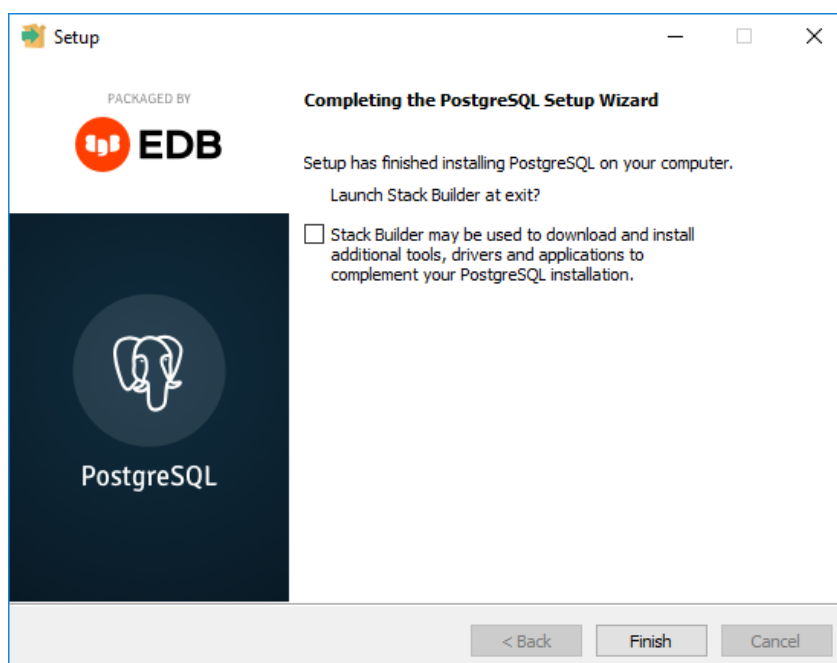 Setup
PACKAGED BY
EDB
PostgreSQL
Completing the PostgreSQL Setup Wizard
Setup has finished installing PostgreSQL on your computer.
Launch Stack Builder at exit?
Stack Builder may be used to download and install
additional tools, drivers and applications to
complement your PostgreSQL installation.
< Back
Finish
Cancel